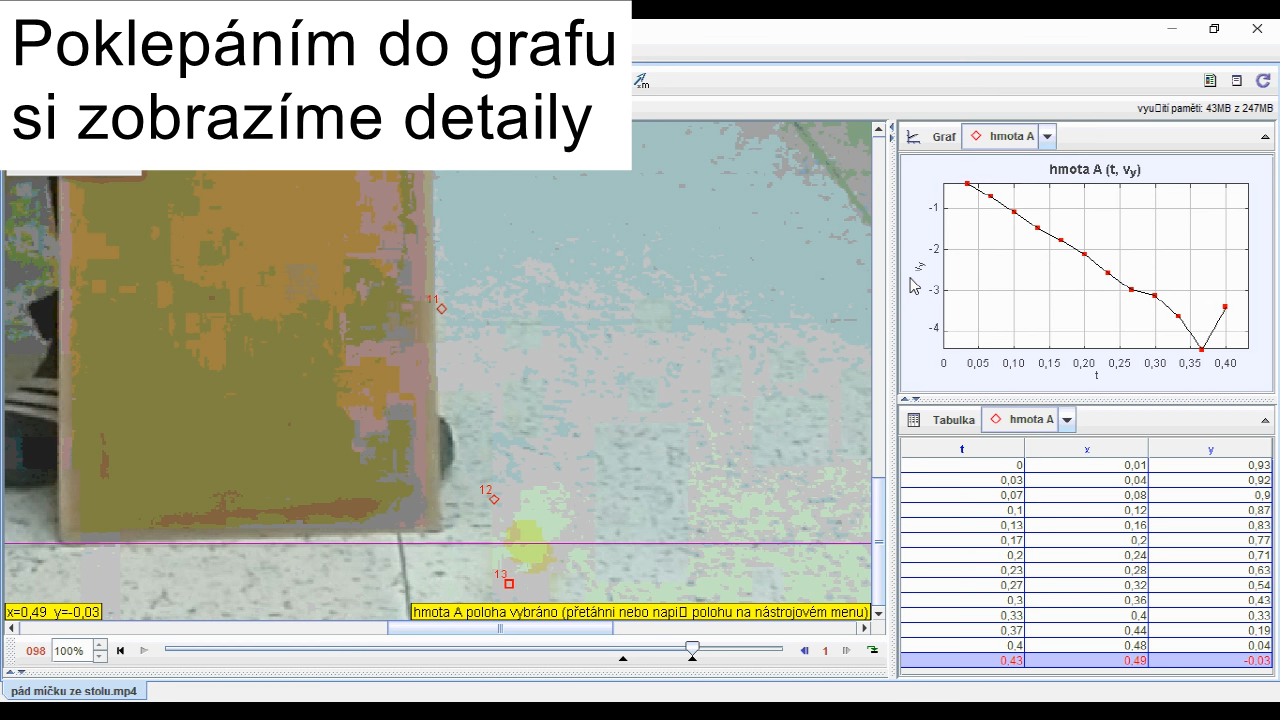 Poklepáním do grafu
si zobrazíme detaily
m
využití paměti: 43MB z 247MB
Graf hmota A
hmota A (t, vy)
-1
-2
-3
-4
vy
0 0,05 0,10 0,15 0,20 0,25 0,30 0,35 0,40
t
11
12
13
x=0,49 y=-0,03
hmota A poloha vybráno (přetáhni nebo napi▯ polohu na nástrojovém menu)
098 100% 1
pád míčku ze stolu.mp4
Tabulka hmota A
t x y
0 0,01 0,93
0,03 0,04 0,92
0,07 0,08 0,9
0,1 0,12 0,87
0,13 0,16 0,83
0,17 0,2 0,77
0,2 0,24 0,71
0,23 0,28 0,63
0,27 0,32 0,54
0,3 0,36 0,43
0,33 0,4 0,33
0,37 0,44 0,19
0,4 0,48 0,04
0,43 0,49 -0,03